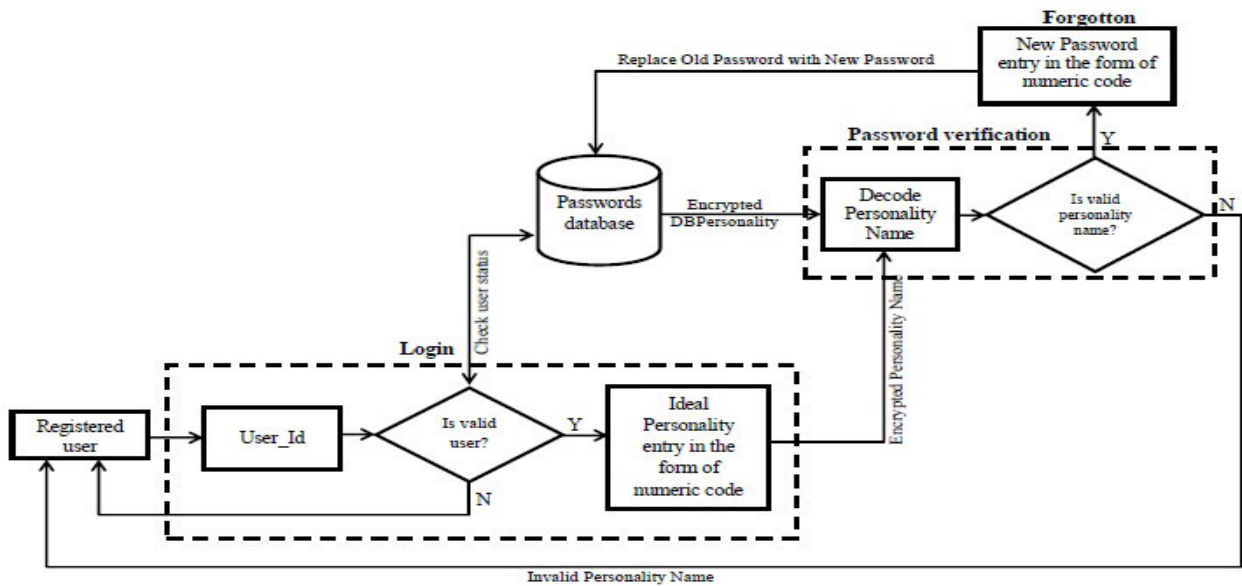 Forgotton
New Password
entry in the form of
numeric code
Replace Old Password with New Password
Password verification
Y
Passwords
database
Encrypted
DBPersonality
Decode
Personality
Name
Is valid
personality
name?
N
Check user status
Encrypted Personality Name
Login
Registered
user
User_Id
Is valid
user?
Y
Ideal
Personality
entry in the
form of
numeric code
N
Invalid Personality Name